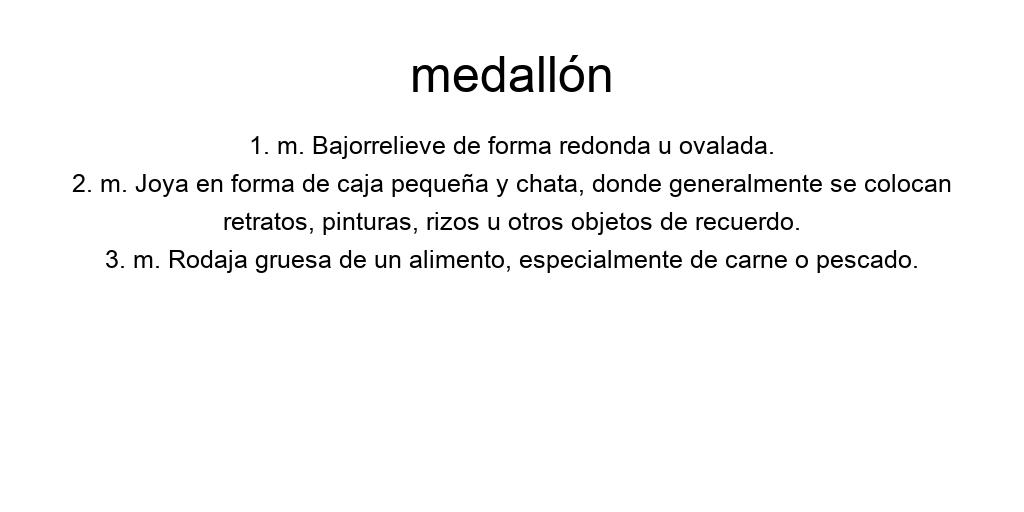 medallón
1. m. Bajorrelieve de forma redonda u ovalada.
2. m. Joya en forma de caja pequeña y chata, donde generalmente se colocan
retratos, pinturas, rizos u otros objetos de recuerdo.
3. m. Rodaja gruesa de un alimento, especialmente de carne o pescado.